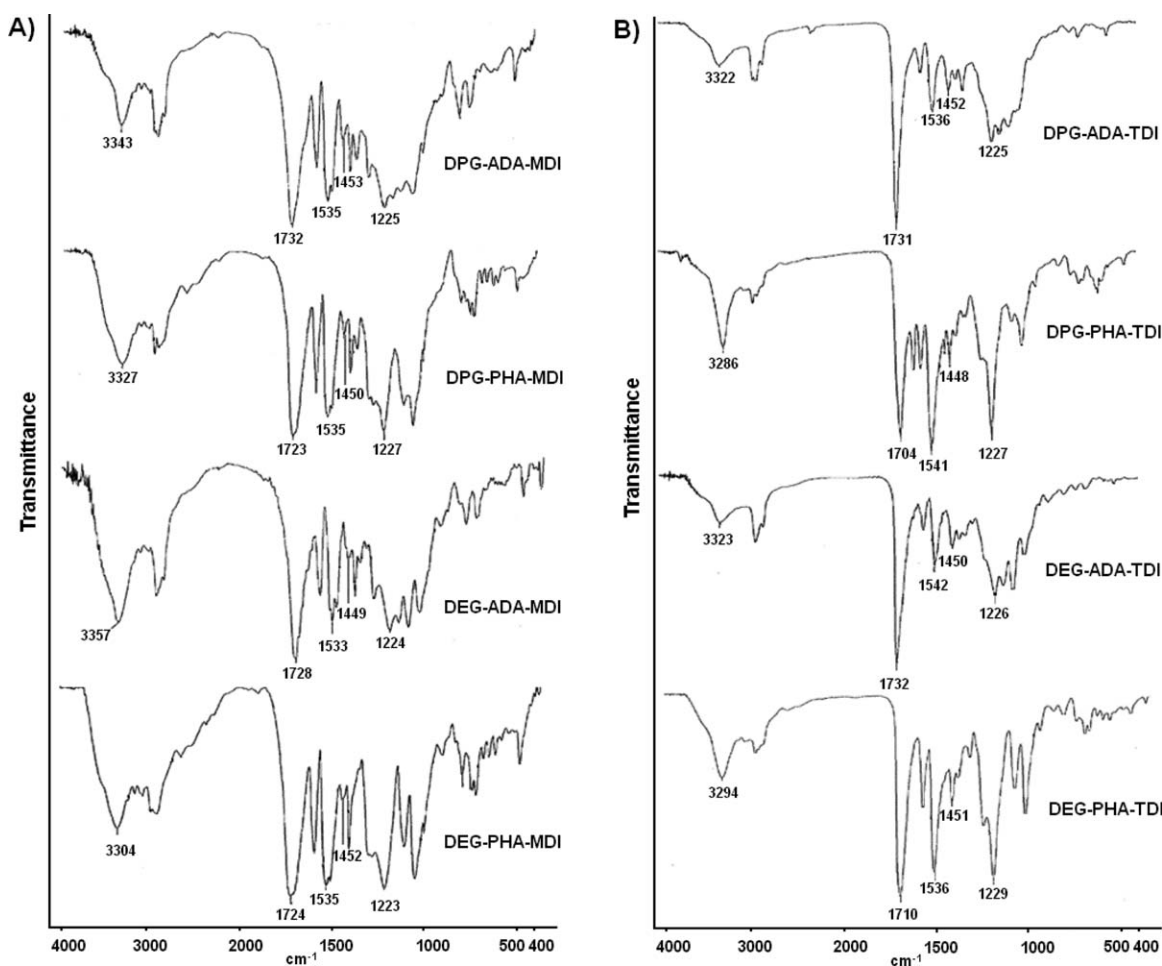 A)
3343
1732
1535
1453
1225
DPG-ADA-MDI
3327
1723
1535
1450
1227
DPG-PHA-MDI
3357
1728
1533
1449
1224
DEG-ADA-MDI
3304
1724
1535
1452
1223
DEG-PHA-MDI
Transmittance
4000 3000 2000 1500 1000 500 400
cm-1
B)
3322
1731
1536
1452
1225
DPG-ADA-TDI
3286
1704
1541
1448
1227
DPG-PHA-TDI
3323
1732
1542
1450
1226
DEG-ADA-TDI
3294
1710
1536
1451
1229
DEG-PHA-TDI
Transmittance
4000 3000 2000 1500 1000 500 400
cm-1